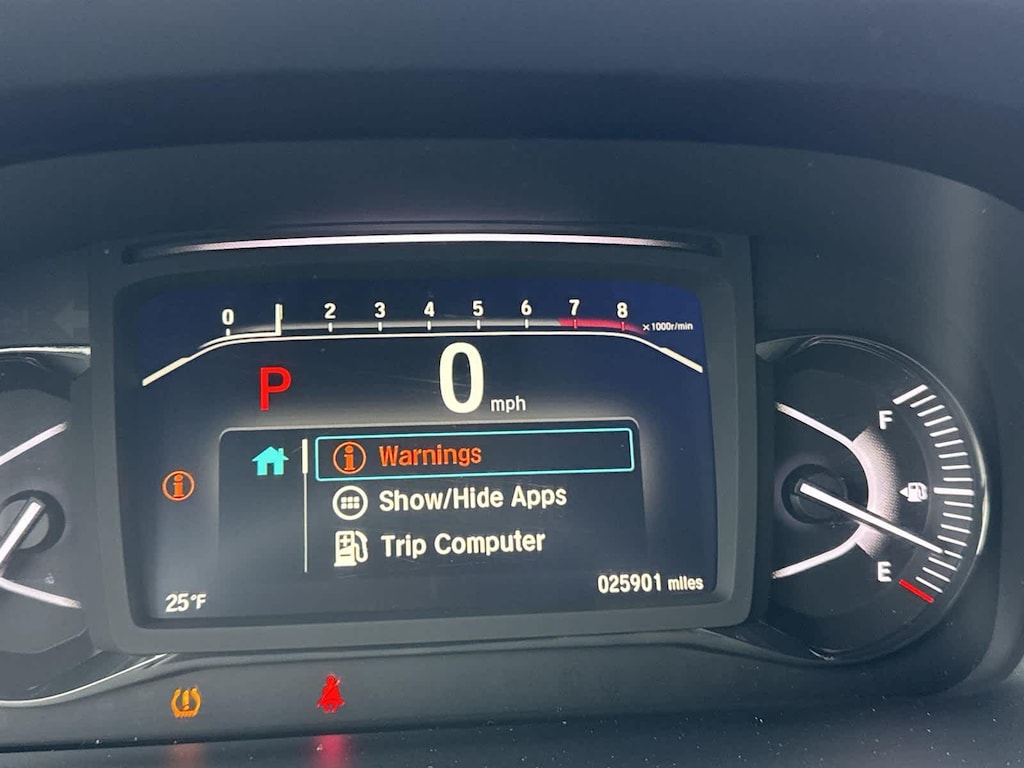 0 2 3 4 5 6 7 8 x1000r/min
P 0 mph
Warnings
Show/Hide Apps
Trip Computer
025901 miles
25°F
F
E